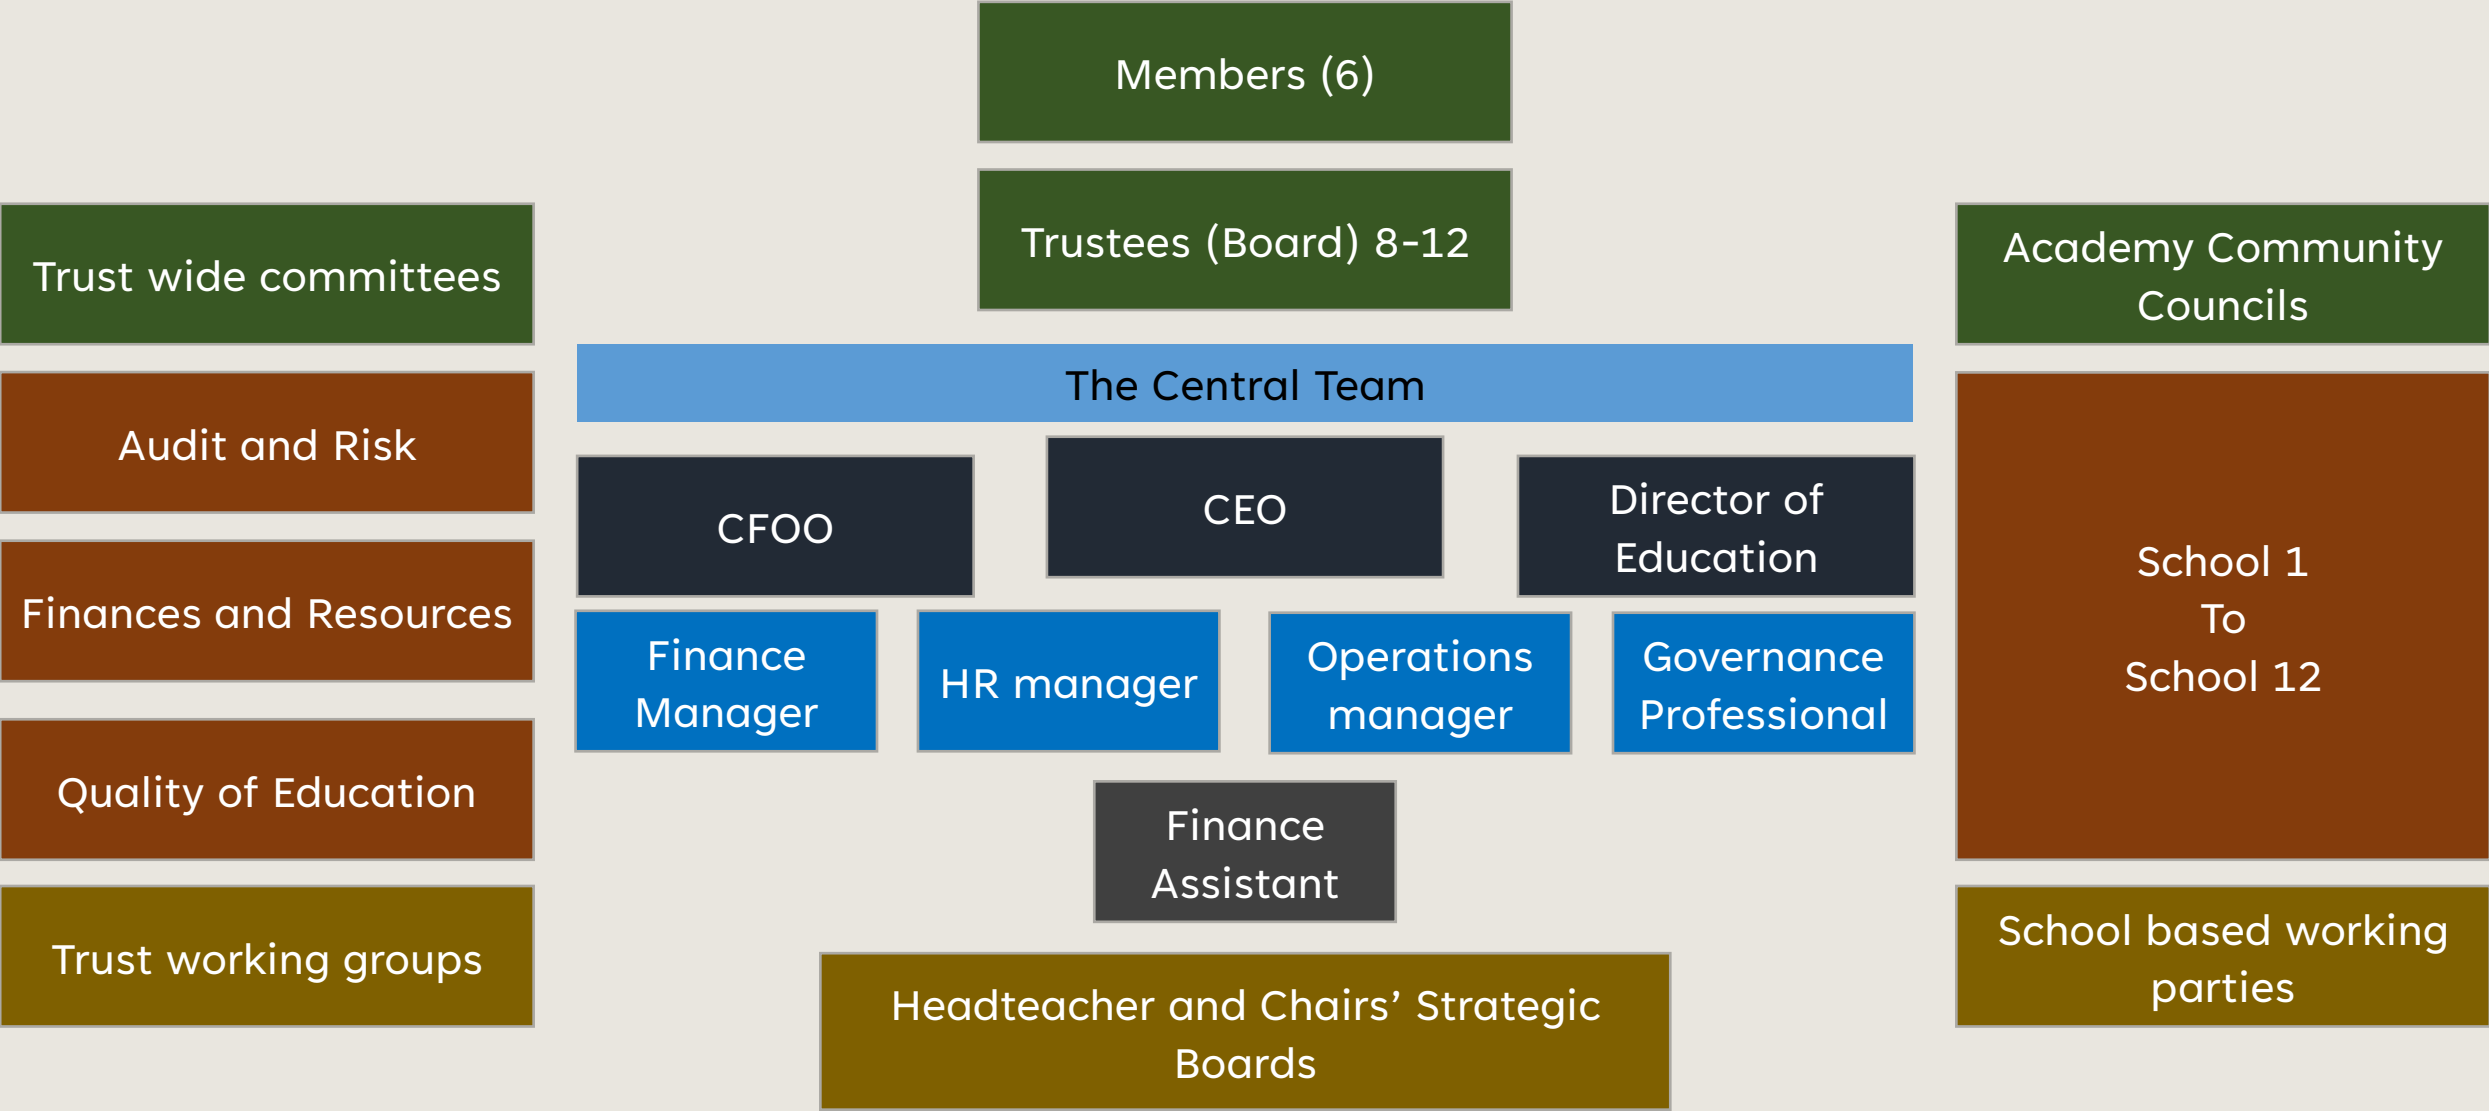 Members (6)
Trustees (Board) 8-12
Trust wide committees
Audit and Risk
Finances and Resources
Quality of Education
Trust working groups
The Central Team
CFOO
CEO
Director of
Education
Finance
Manager
HR manager
Operations
manager
Governance
Professional
Finance
Assistant
Headteacher and Chairs’ Strategic
Boards
Academy Community
Councils
School 1
To
School 12
School based working
parties